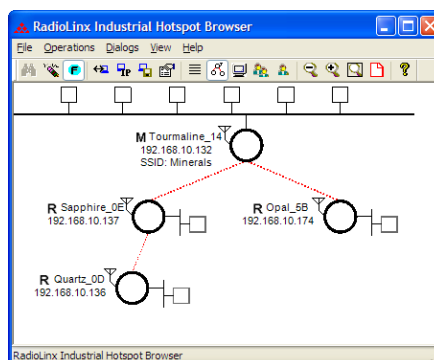 RadioLinx Industrial Hotspot Browser
File Operations Dialogs View Help
F IP ?
M Tourmaline_14
192.168.10.132
SSID: Minerals
R Sapphire_0E
192.168.10.137
R Opal_5B
192.168.10.174
R Quartz_0D
192.168.10.136
RadioLinx Industrial Hotspot Browser